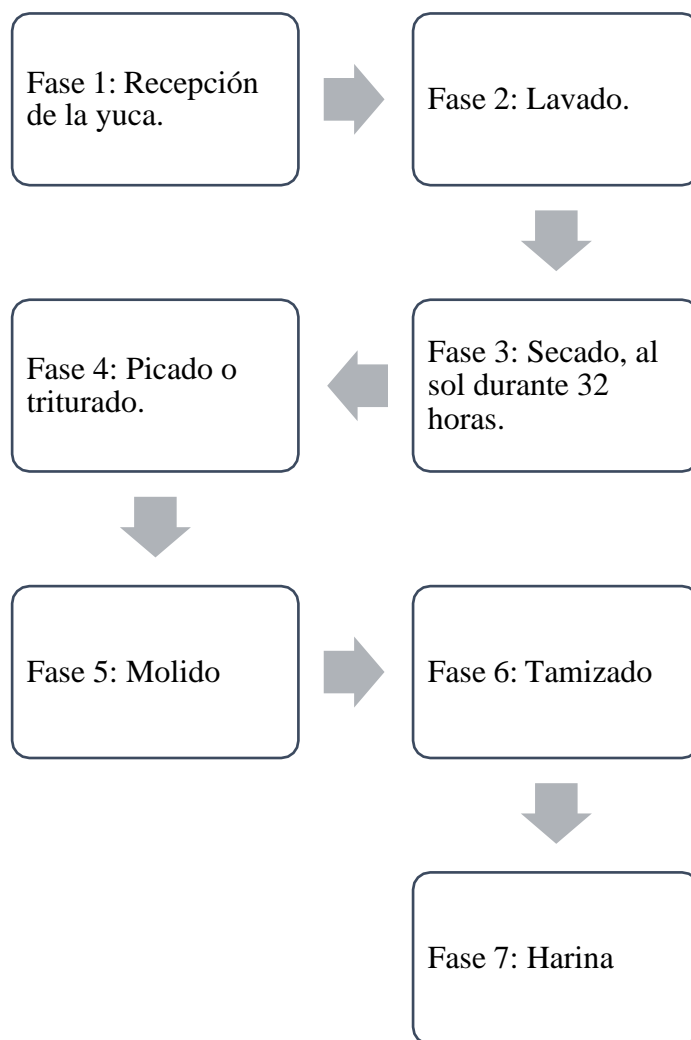 Fase 1: Recepción
de la yuca.
Fase 2: Lavado.
Fase 3: Secado, al
sol durante 32
horas.
Fase 4: Picado o
triturado.
Fase 5: Molido
Fase 6: Tamizado
Fase 7: Harina